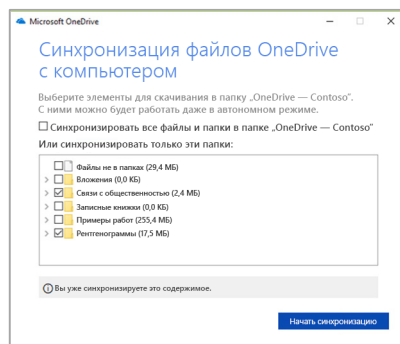 Microsoft OneDrive
Синхронизация файлов OneDrive
с компьютером
Выберите элементы для скачивания в папку „OneDrive — Contoso”.
С ними можно будет работать даже в автономном режиме.
Синхронизировать все файлы и папки в папке „OneDrive — Contoso”
Или синхронизировать только эти папки:
Файлы не в папках (29,4 МБ)
Вложения (0,0 КБ)
Связи с общественностью (2,4 МБ)
Записные книжки (0,0 КБ)
Примеры работ (255,4 МБ)
Рентгенограммы (17,5 МБ)
Вы уже синхронизируете это содержимое.
Начать синхронизацию